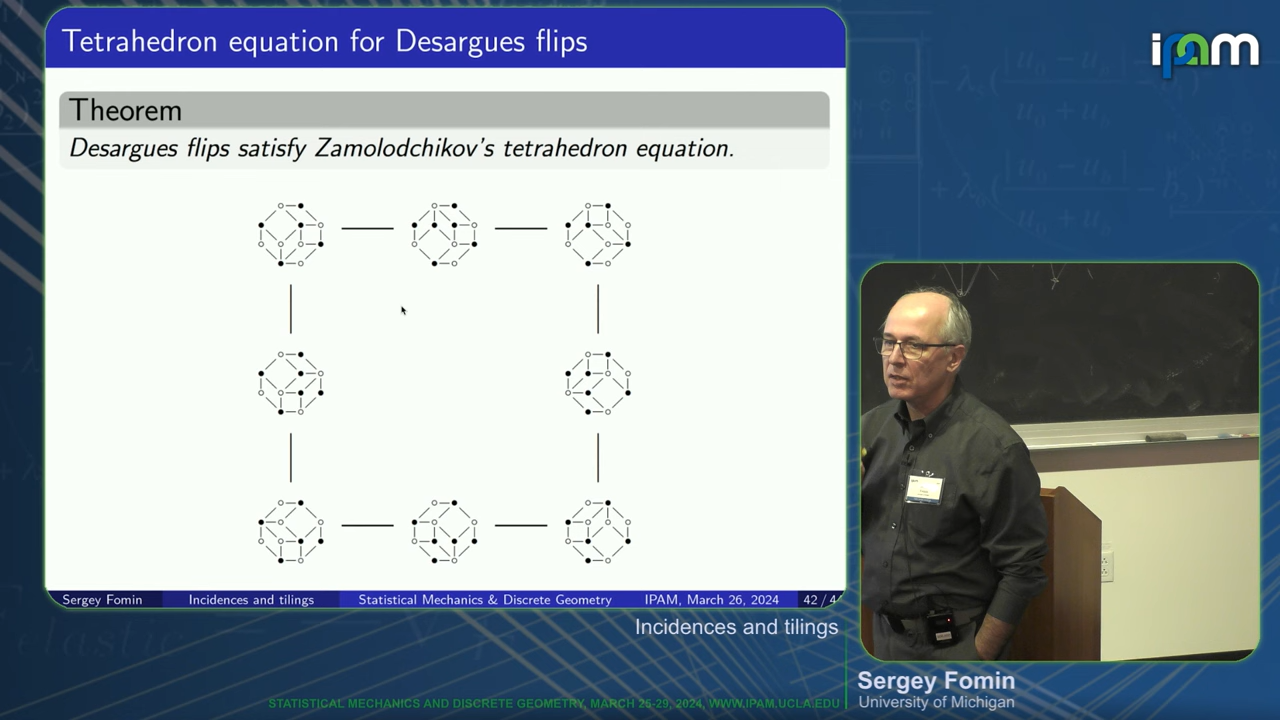 Tetrahedron equation for Desargues flips
ipam
Theorem
Desargues flips satisfy Zamolodchikov's tetrahedron equation.
Sergey Fomin Incidences and tilings Statistical Mechanics & Discrete Geometry IPAM, March 26, 2024 42 / 44
Incidences and tilings
Sergey Fomin
University of Michigan
STATISTICAL MECHANICS AND DISCRETE GEOMETRY, MARCH 25-29, 2024, WWW.IPAM.UCLA.EDU
elastic